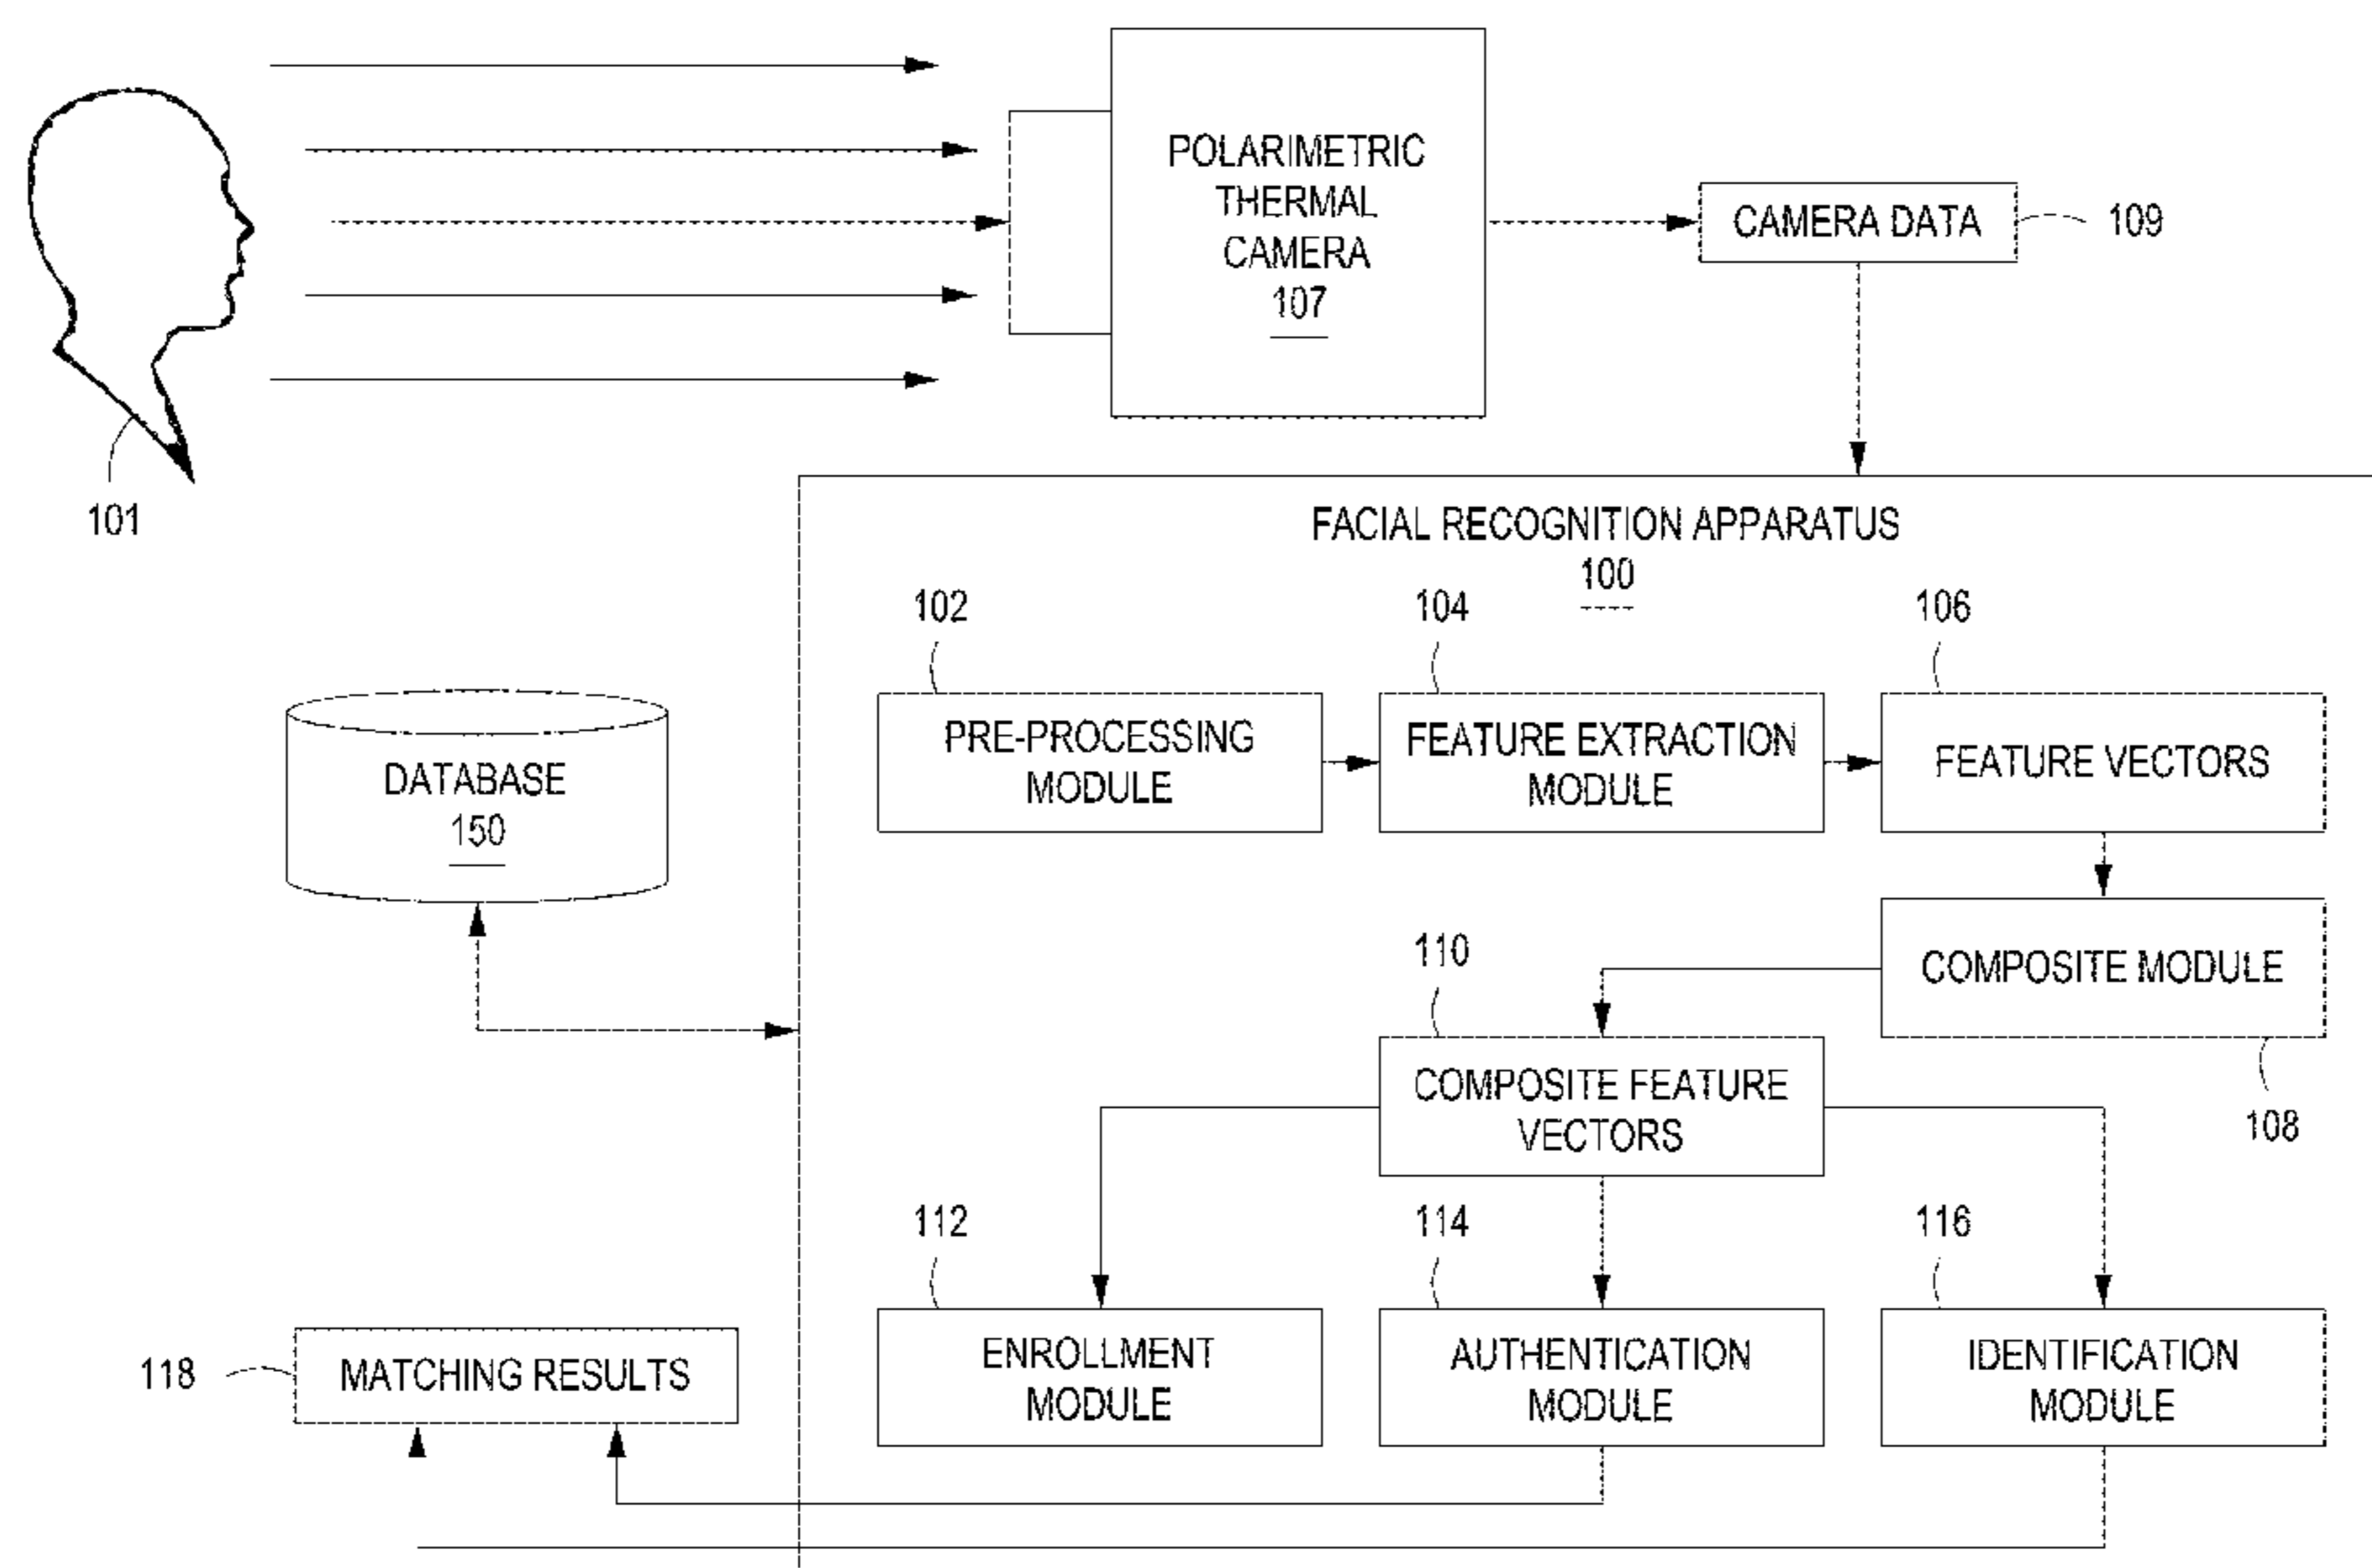 POLARIMETRIC
THERMAL
CAMERA
107
CAMERA DATA
109
101
FACIAL RECOGNITION APPARATUS
100
102
104
106
PRE-PROCESSING
MODULE
FEATURE EXTRACTION
MODULE
FEATURE VECTORS
DATABASE
150
110
COMPOSITE MODULE
108
COMPOSITE FEATURE
VECTORS
112
114
116
118
MATCHING RESULTS
ENROLLMENT
MODULE
AUTHENTICATION
MODULE
IDENTIFICATION
MODULE